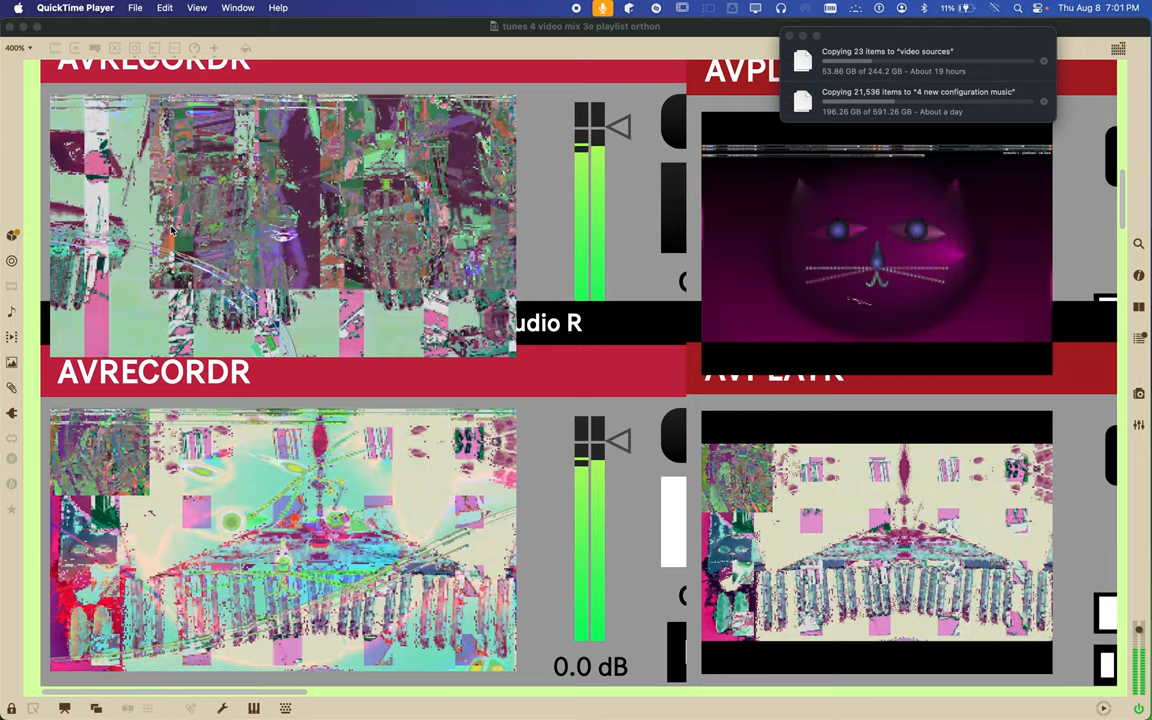 QuickTime Player File Edit View Window Help 11% Thu Aug 8 7:01 PM
tunes 4 video mix 3e playlist orthon
400%
Copying 23 items to "video sources"
53.86 GB of 244.2 GB - About 19 hours
Copying 21,536 items to "4 new configuration music"
196.26 GB of 591.26 GB - About a day
AVRECORDR
AVPL
udio R
AVRECORDR
AVPLAYR
0.0 dB